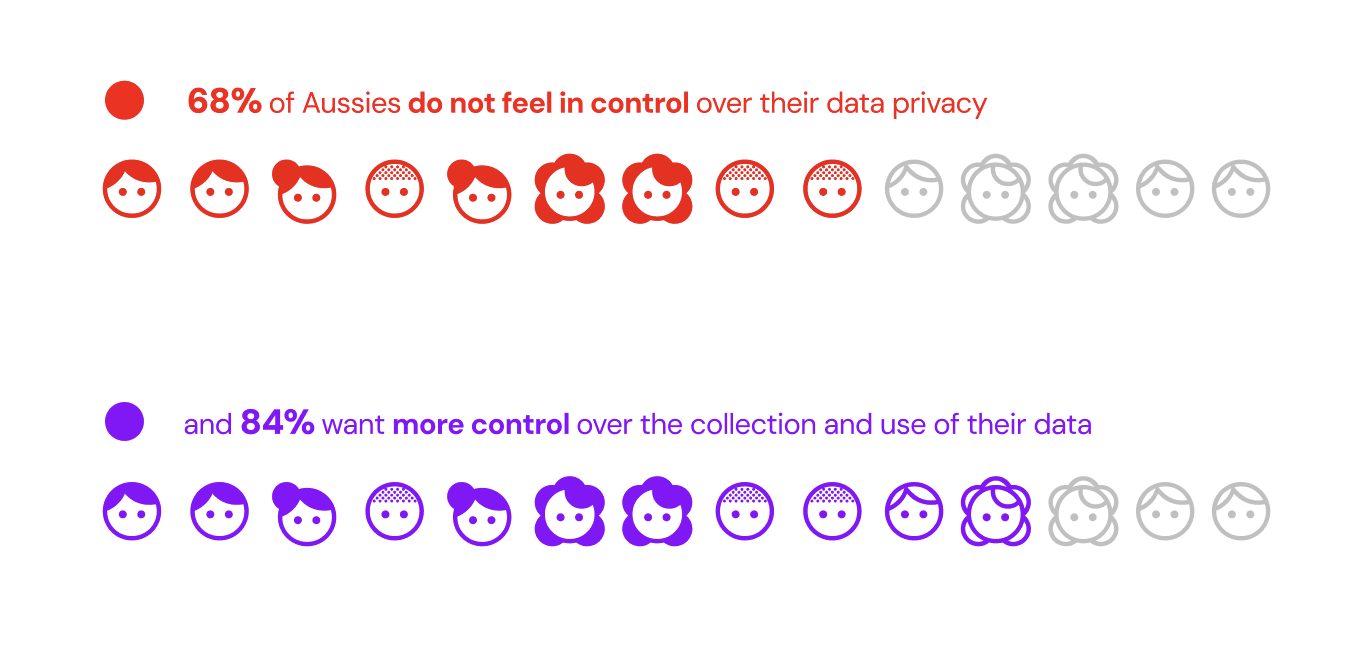 68% of Aussies do not feel in control over their data privacy
and 84% want more control over the collection and use of their data